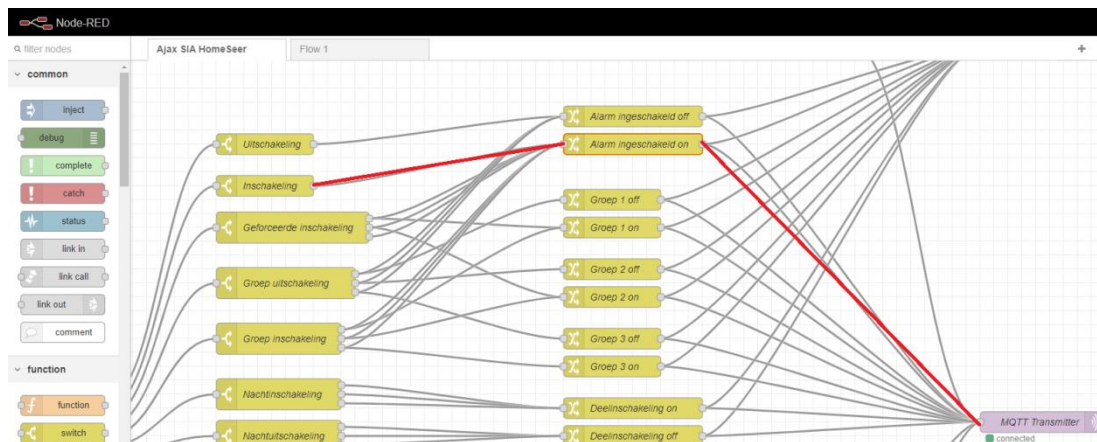 Node-RED
filter nodes
Ajax SIA HomeSeer
Flow 1
common
inject
debug
complete
catch
status
link in
link call
link out
comment
function
function
switch
Uitschakeling
Inschakeling
Geforceerde inschakeling
Groep uitschakeling
Groep inschakeling
Nachtinschakeling
Nachtuitschakeling
Alarm ingeschakeld off
Alarm ingeschakeld on
Groep 1 off
Groep 1 on
Groep 2 off
Groep 2 on
Groep 3 off
Groep 3 on
Deelinschakeling on
Deelinschakeling off
MQTT Transmitter
connected